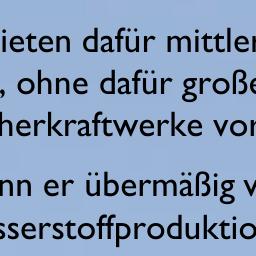 ieten dafür mittler
, ohne dafür große
herkraftwerke vor
nn er übermäßig v
sserstoffproduktio